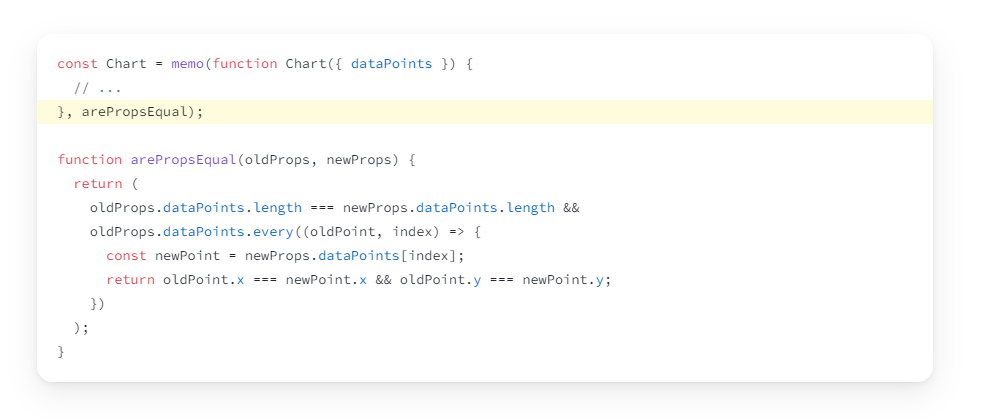 const Chart = memo(function Chart({ dataPoints }) {
  // ...
}, arePropsEqual);

function arePropsEqual(oldProps, newProps) {
  return (
    oldProps.dataPoints.length === newProps.dataPoints.length &&
    oldProps.dataPoints.every((oldPoint, index) => {
      const newPoint = newProps.dataPoints[index];
      return oldPoint.x === newPoint.x && oldPoint.y === newPoint.y;
    })
  );
}